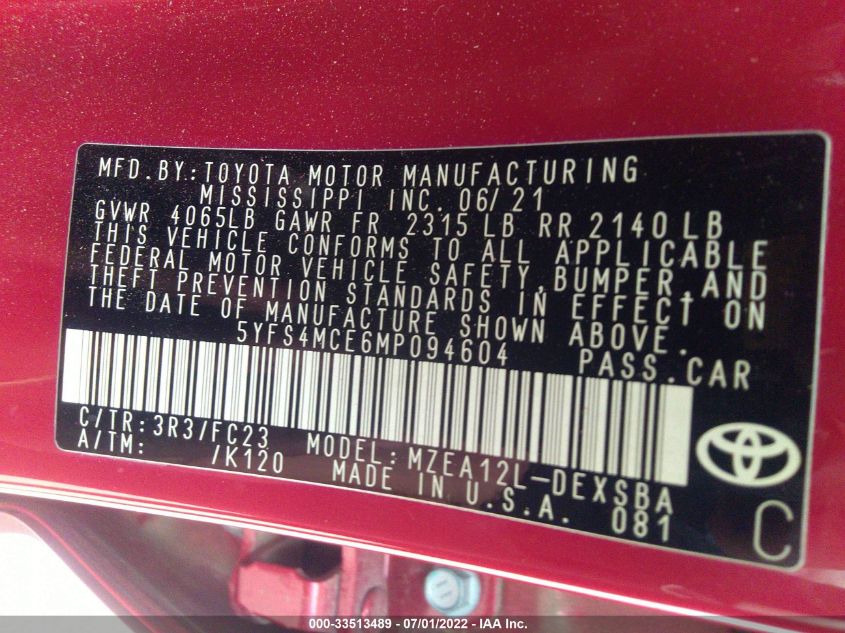 MFD. BY: TOYOTA MOTOR MANUFACTURING
MISSISSIPPI INC. 06/21
GVWR 4065LB GAWR FR 2315 LB RR 2140 LB
THIS VEHICLE CONFORMS TO ALL APPLICABLE
FEDERAL MOTOR VEHICLE SAFETY, BUMPER, AND
THEFT PREVENTION STANDARDS IN EFFECT ON
THE DATE OF MANUFACTURE SHOWN ABOVE.
5YFS4MCE6MP094604 PASS. CAR
C/TR: 3R3/FC23 MODEL: MZEA12L-DEXSBA
A/TM: /K120 MADE IN U.S.A. 081
C
000-33513489 - 07/01/2022 - IAA Inc.